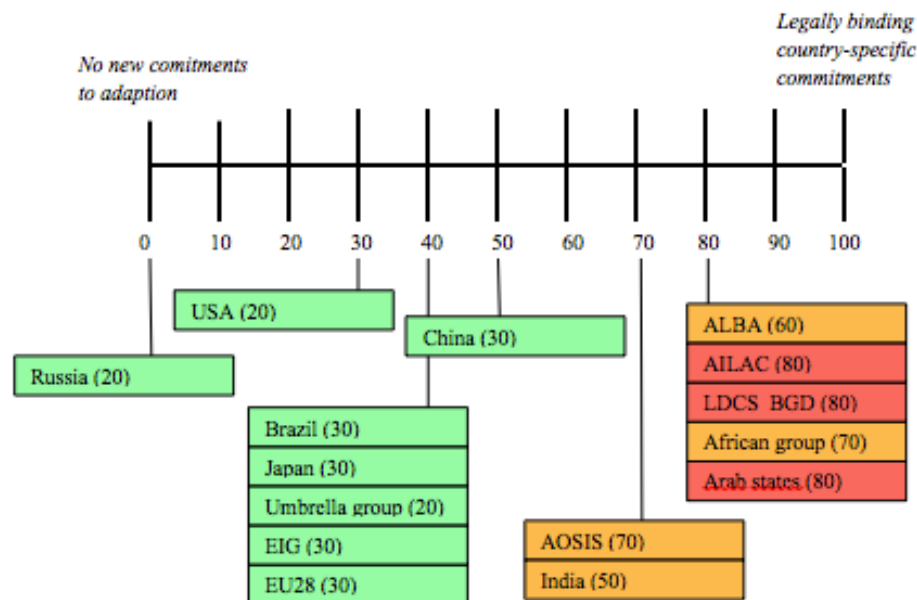 Legally binding
country-specific
commitments
No new comitments
to adaption
0 10 20 30 40 50 60 70 80 90 100
USA (20)
ALBA (60)
China (30)
AILAC (80)
Russia (20)
LDCS BGD (80)
Brazil (30)
African group (70)
Japan (30)
Arab states (80)
Umbrella group (20)
EIG (30)
AOSIS (70)
EU28 (30)
India (50)